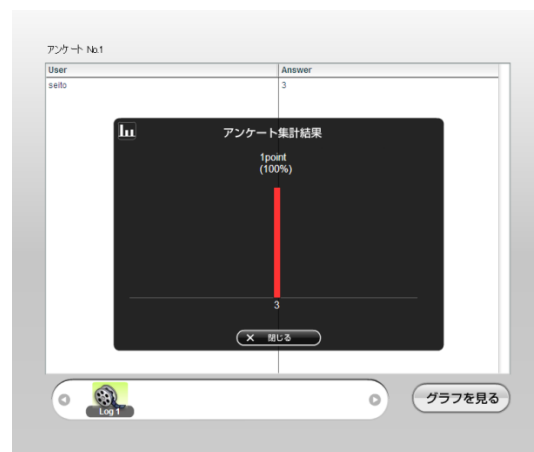 アンケート No.1
User Answer
seito 3
アンケート集計結果
1point
(100%)
3
× 閉じる
Log 1
グラフを見る